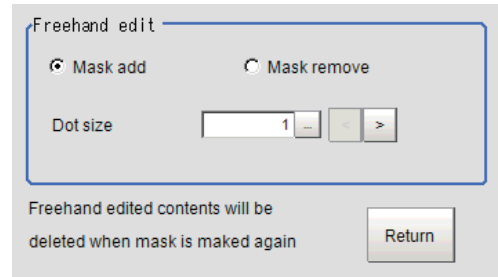 Freehand edit
Mask add Mask remove
Dot size 1 ... < >
Freehand edited contents will be
deleted when mask is maked again
Return